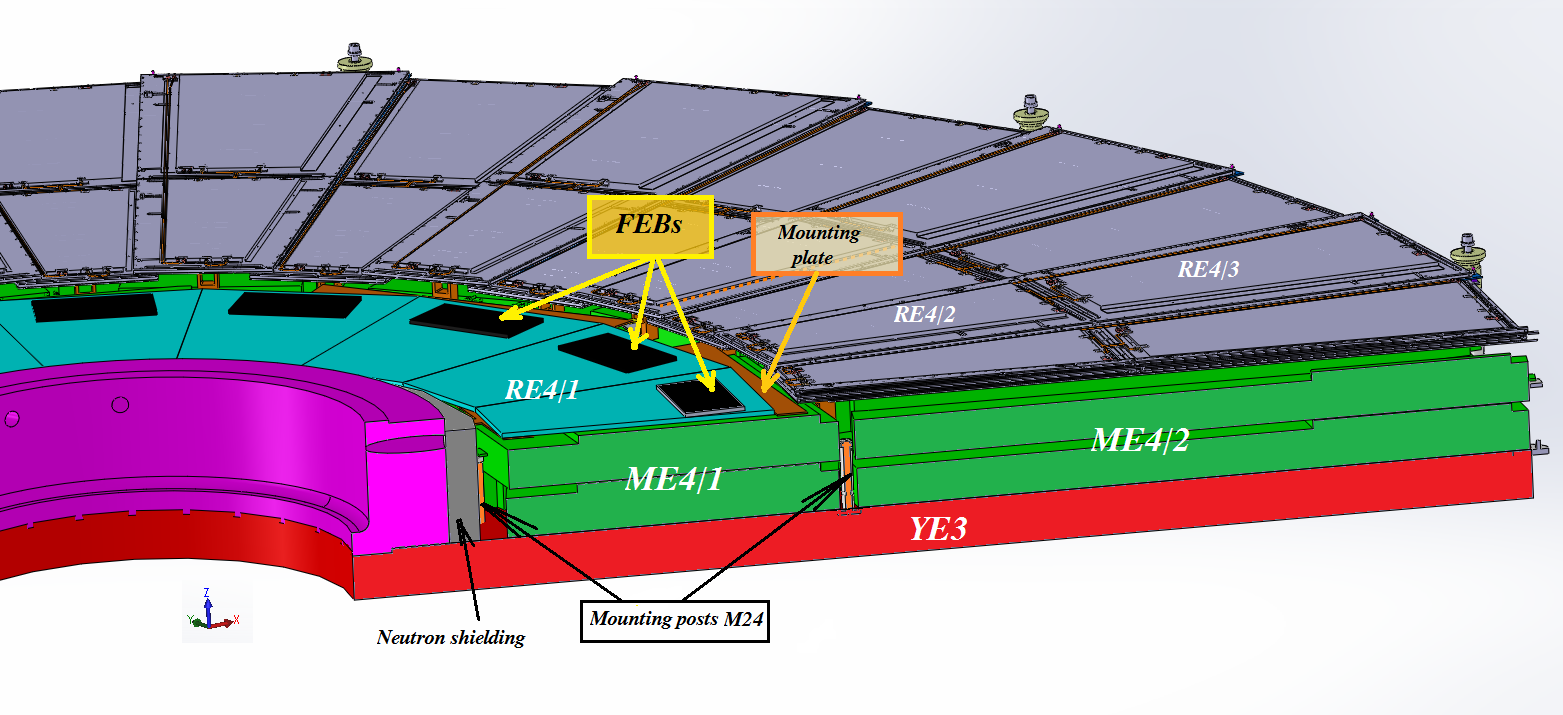 FEBs
Mounting
plate
RE4/3
RE4/2
RE4/1
ME4/1
ME4/2
YE3
Mounting posts M24
Neutron shielding
Z
Y
X